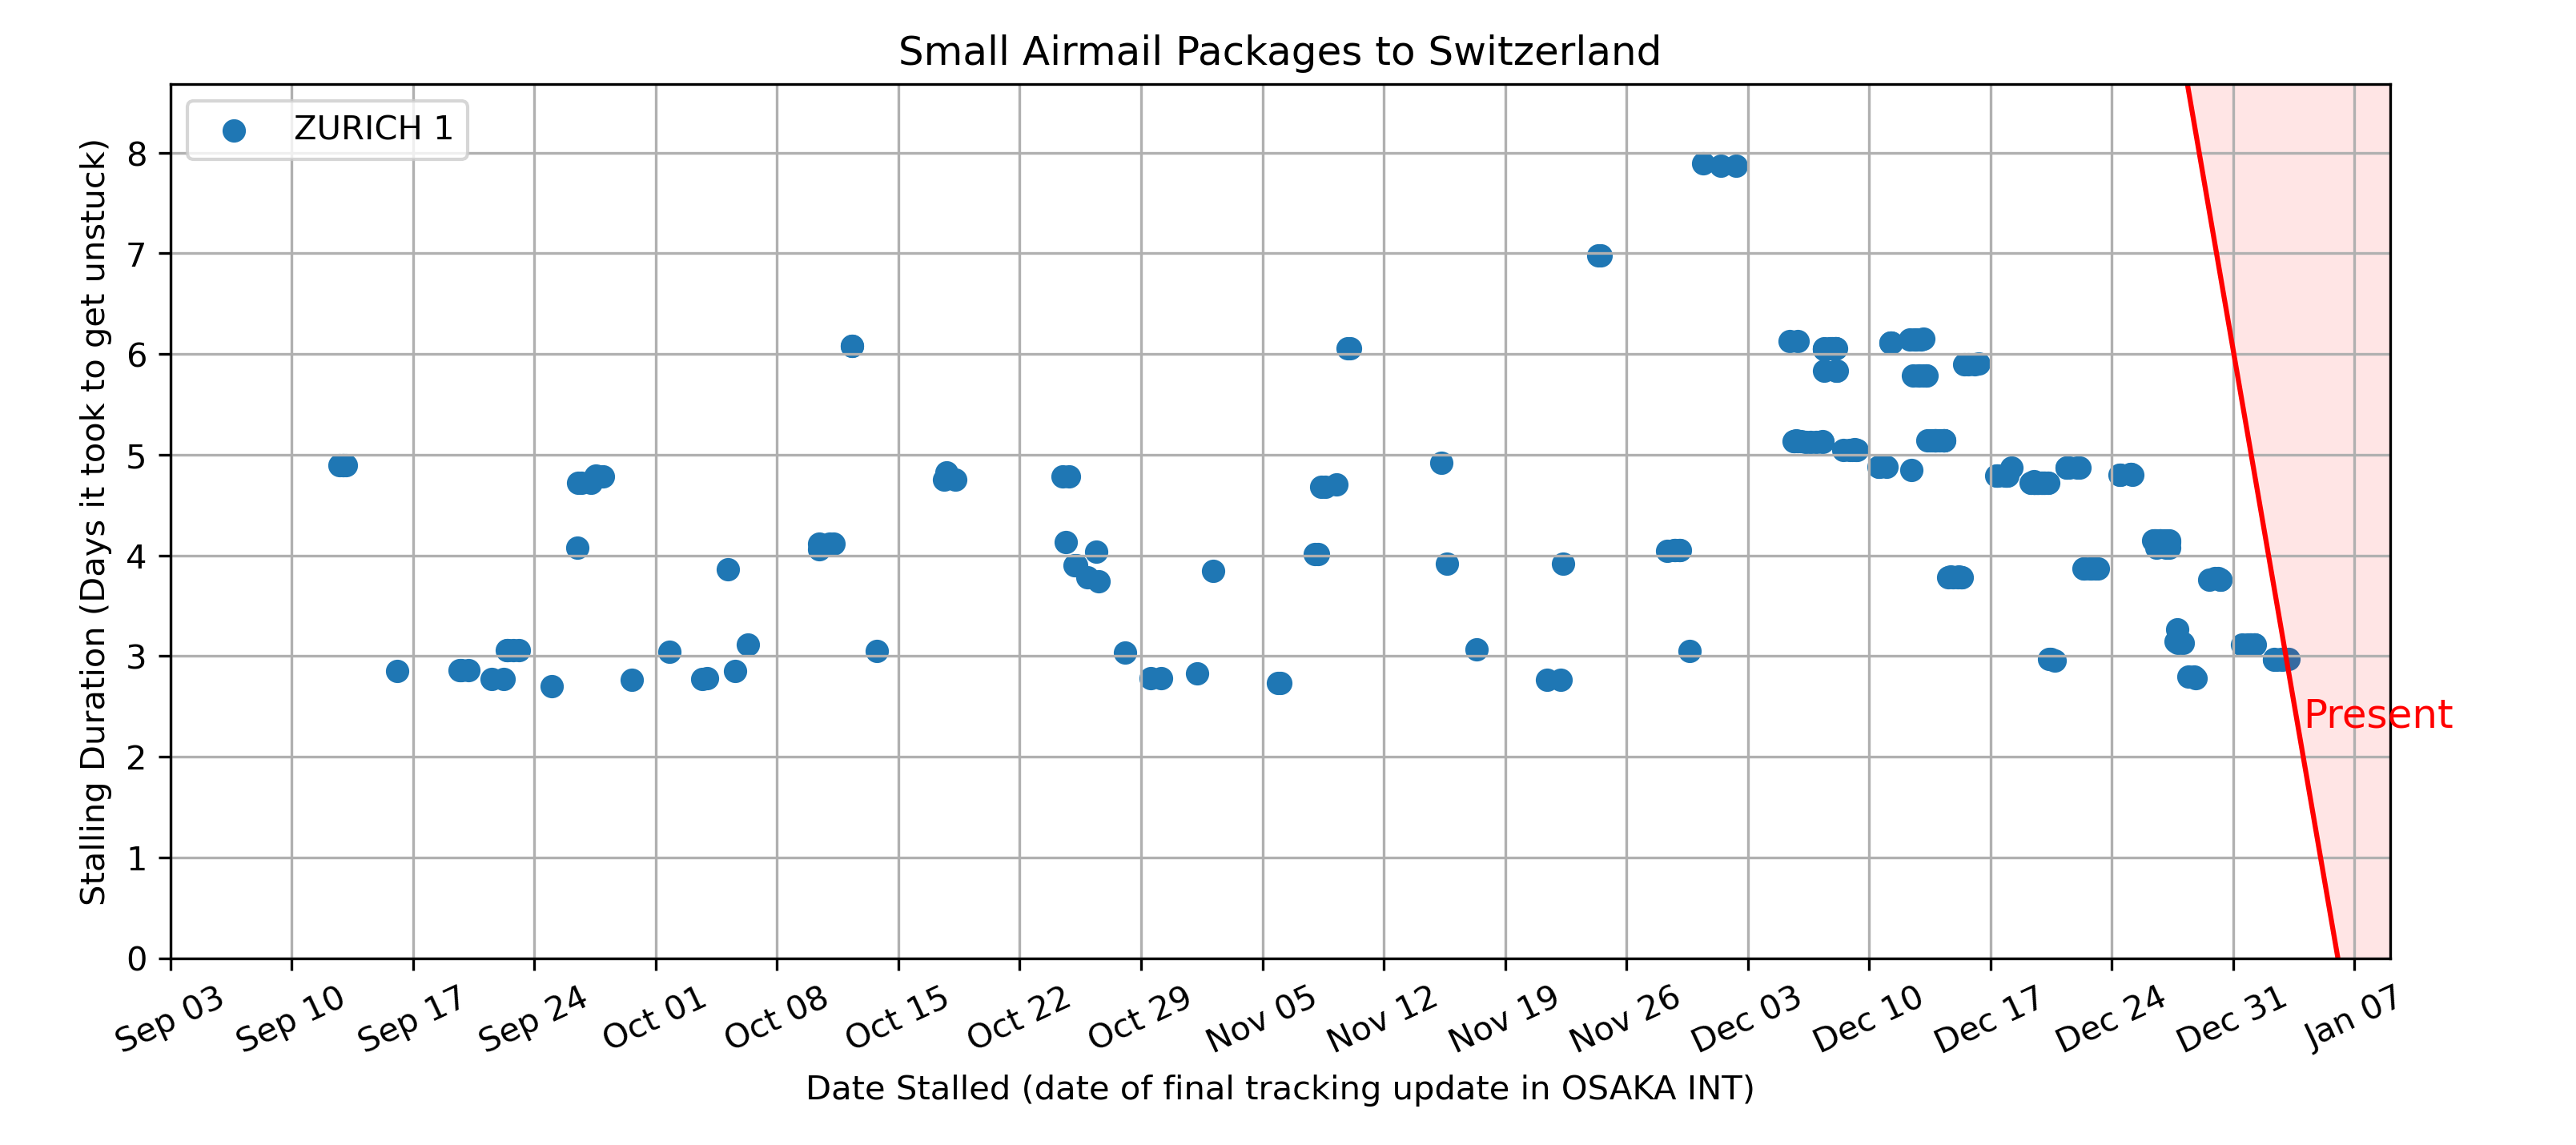 Small Airmail Packages to Switzerland
ZURICH 1
Stalling Duration (Days it took to get unstuck)
8
7
6
5
4
3
2
1
0
Present
Sep 03
Sep 10
Sep 17
Sep 24
Oct 01
Oct 08
Oct 15
Oct 22
Oct 29
Nov 05
Nov 12
Nov 19
Nov 26
Dec 03
Dec 10
Dec 17
Dec 24
Dec 31
Jan 07
Date Stalled (date of final tracking update in OSAKA INT)